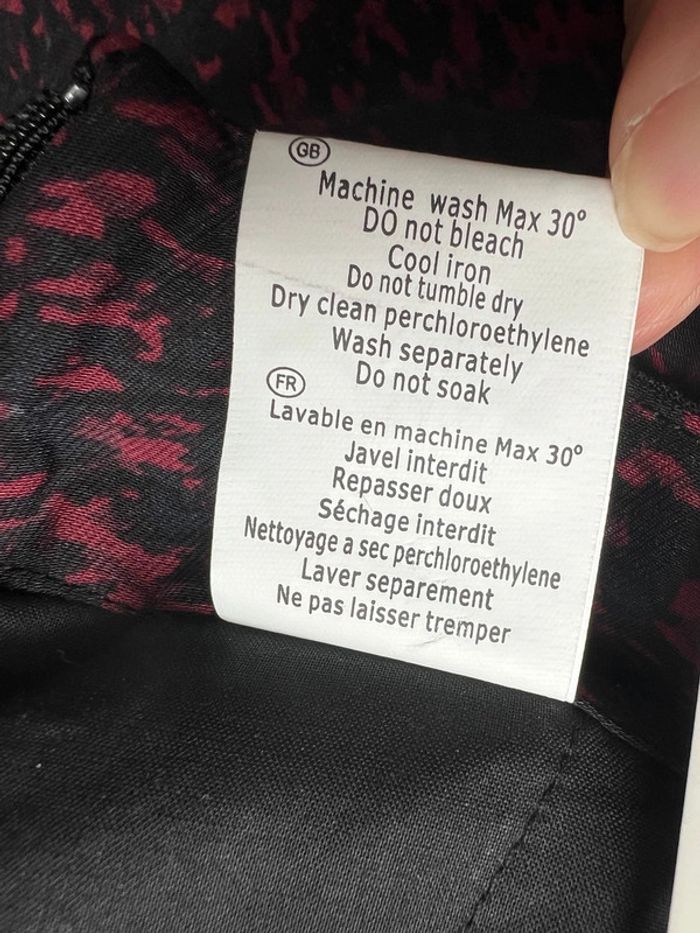 GB
Machine wash Max 30°
DO not bleach
Cool iron
Do not tumble dry
Dry clean perchloroethylene
Wash separately
Do not soak
FR
Lavable en machine Max 30°
Javel interdit
Repasser doux
Séchage interdit
Nettoyage a sec perchloroethylene
Laver separement
Ne pas laisser tremper